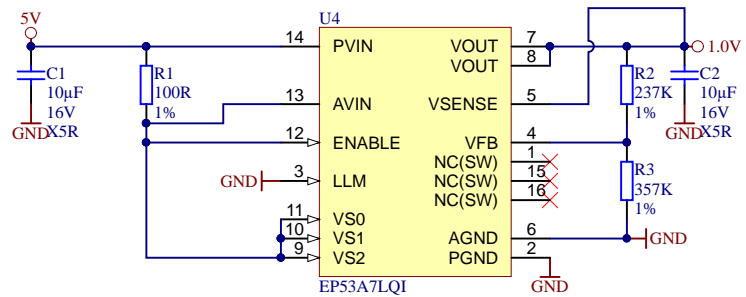 5V
C1
10µF
16V
X5R
GND
R1
100R
1%
U4
14 PVIN
13 AVIN
12 ENABLE
GND 3 LLM
11 VS0
10 VS1
9 VS2
VOUT 7
VOUT 8
VSENSE 5
VFB 4
NC(SW) 1
NC(SW) 15
NC(SW) 16
AGND 6
PGND 2
EP53A7LQI
1.0V
R2
237K
1%
C2
10µF
16V
X5R
GND
R3
357K
1%
GND
GND